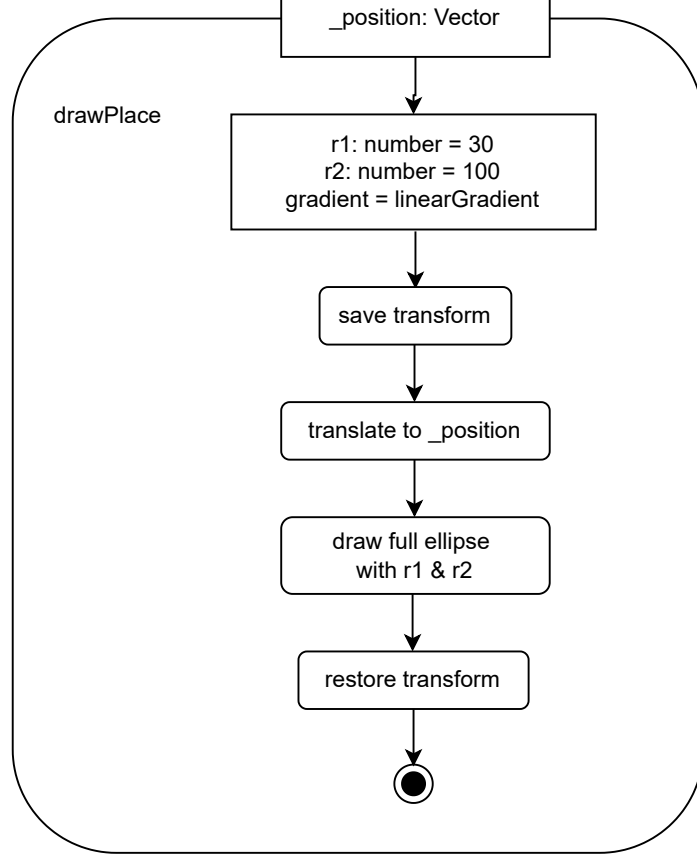 _position: Vector
drawPlace
r1: number = 30
r2: number = 100
gradient = linearGradient
save transform
translate to _position
draw full ellipse
with r1 & r2
restore transform